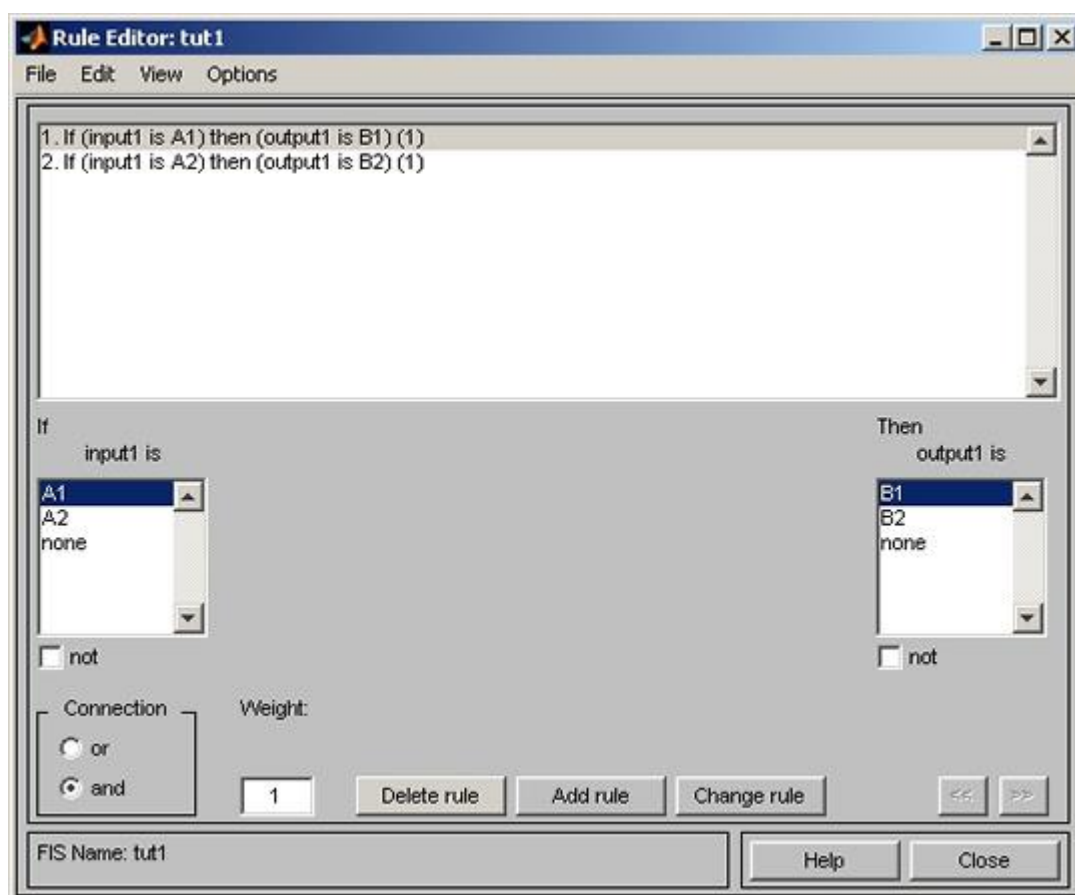 Rule Editor: tut1
File Edit View Options
1. If (input1 is A1) then (output1 is B1) (1)
2. If (input1 is A2) then (output1 is B2) (1)
If
input1 is
A1
A2
none
not
Then
output1 is
B1
B2
none
not
Connection
or
and
Weight:
1
Delete rule
Add rule
Change rule
<<
>>
FIS Name: tut1
Help
Close